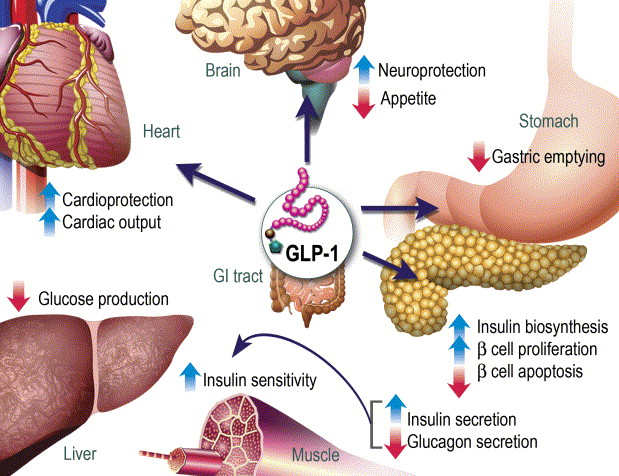 Brain
Neuroprotection
Appetite
Heart
Stomach
Gastric emptying
Cardioprotection
Cardiac output
GLP-1
GI tract
Glucose production
Insulin biosynthesis
β cell proliferation
β cell apoptosis
Insulin sensitivity
Insulin secretion
Glucagon secretion
Liver
Muscle